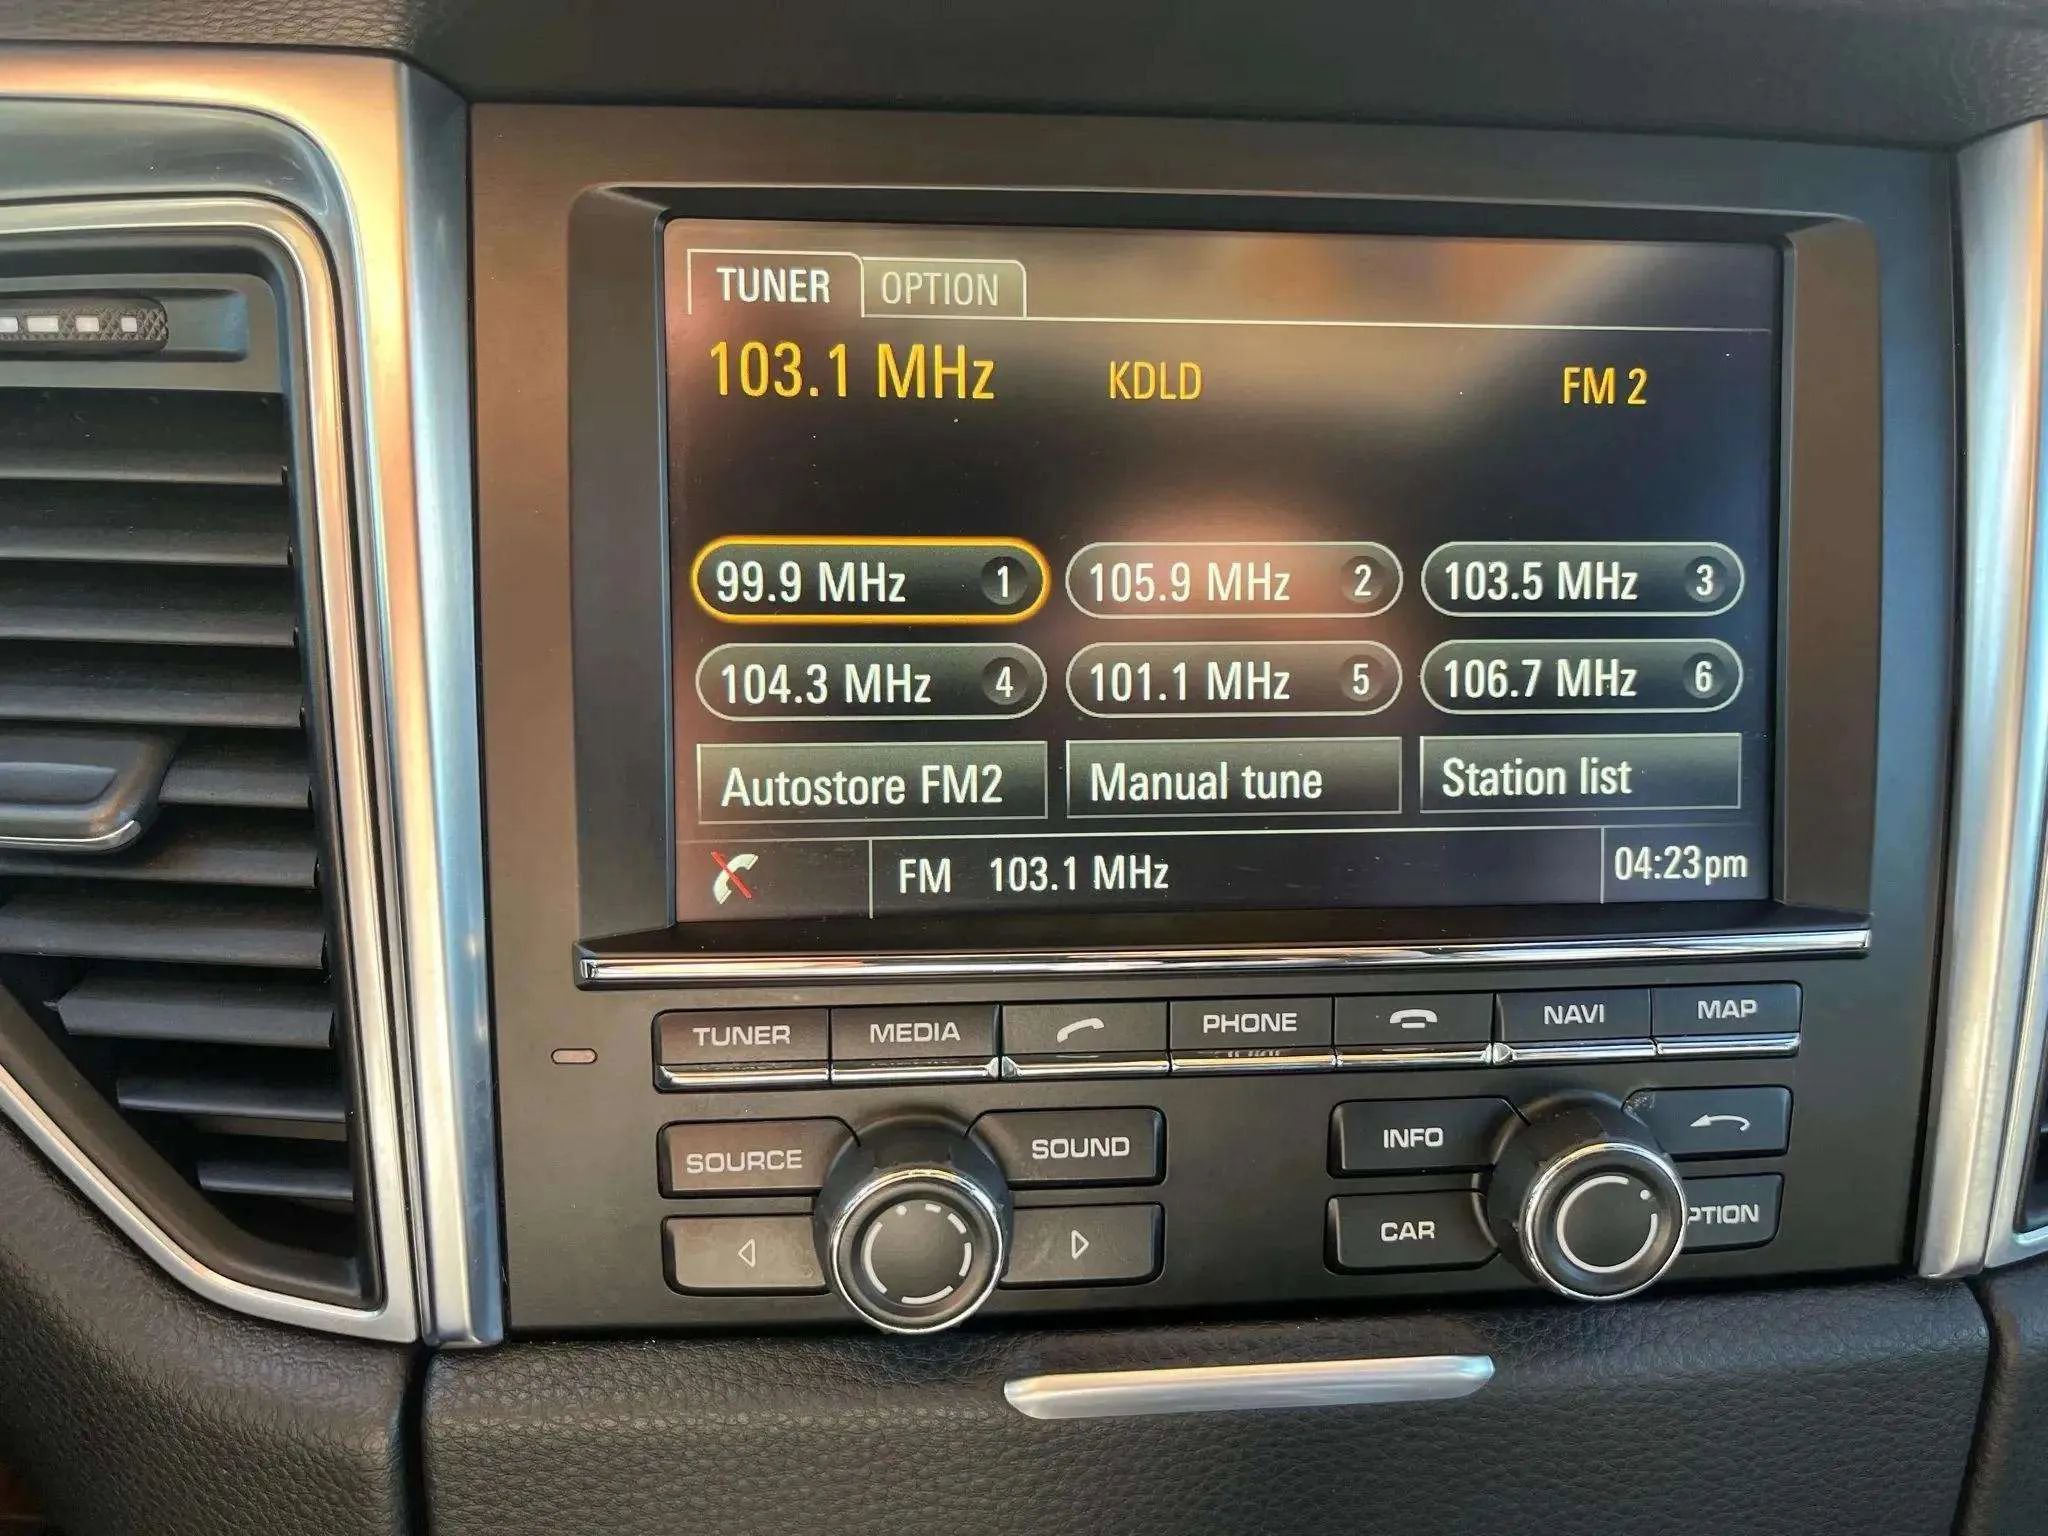 TUNER OPTION
103.1 MHz KDLD FM 2
99.9 MHz 1 105.9 MHz 2 103.5 MHz 3
104.3 MHz 4 101.1 MHz 5 106.7 MHz 6
Autostore FM2 Manual tune Station list
FM 103.1 MHz 04:23pm
TUNER MEDIA PHONE NAVI MAP
SOURCE SOUND INFO
CAR PTION